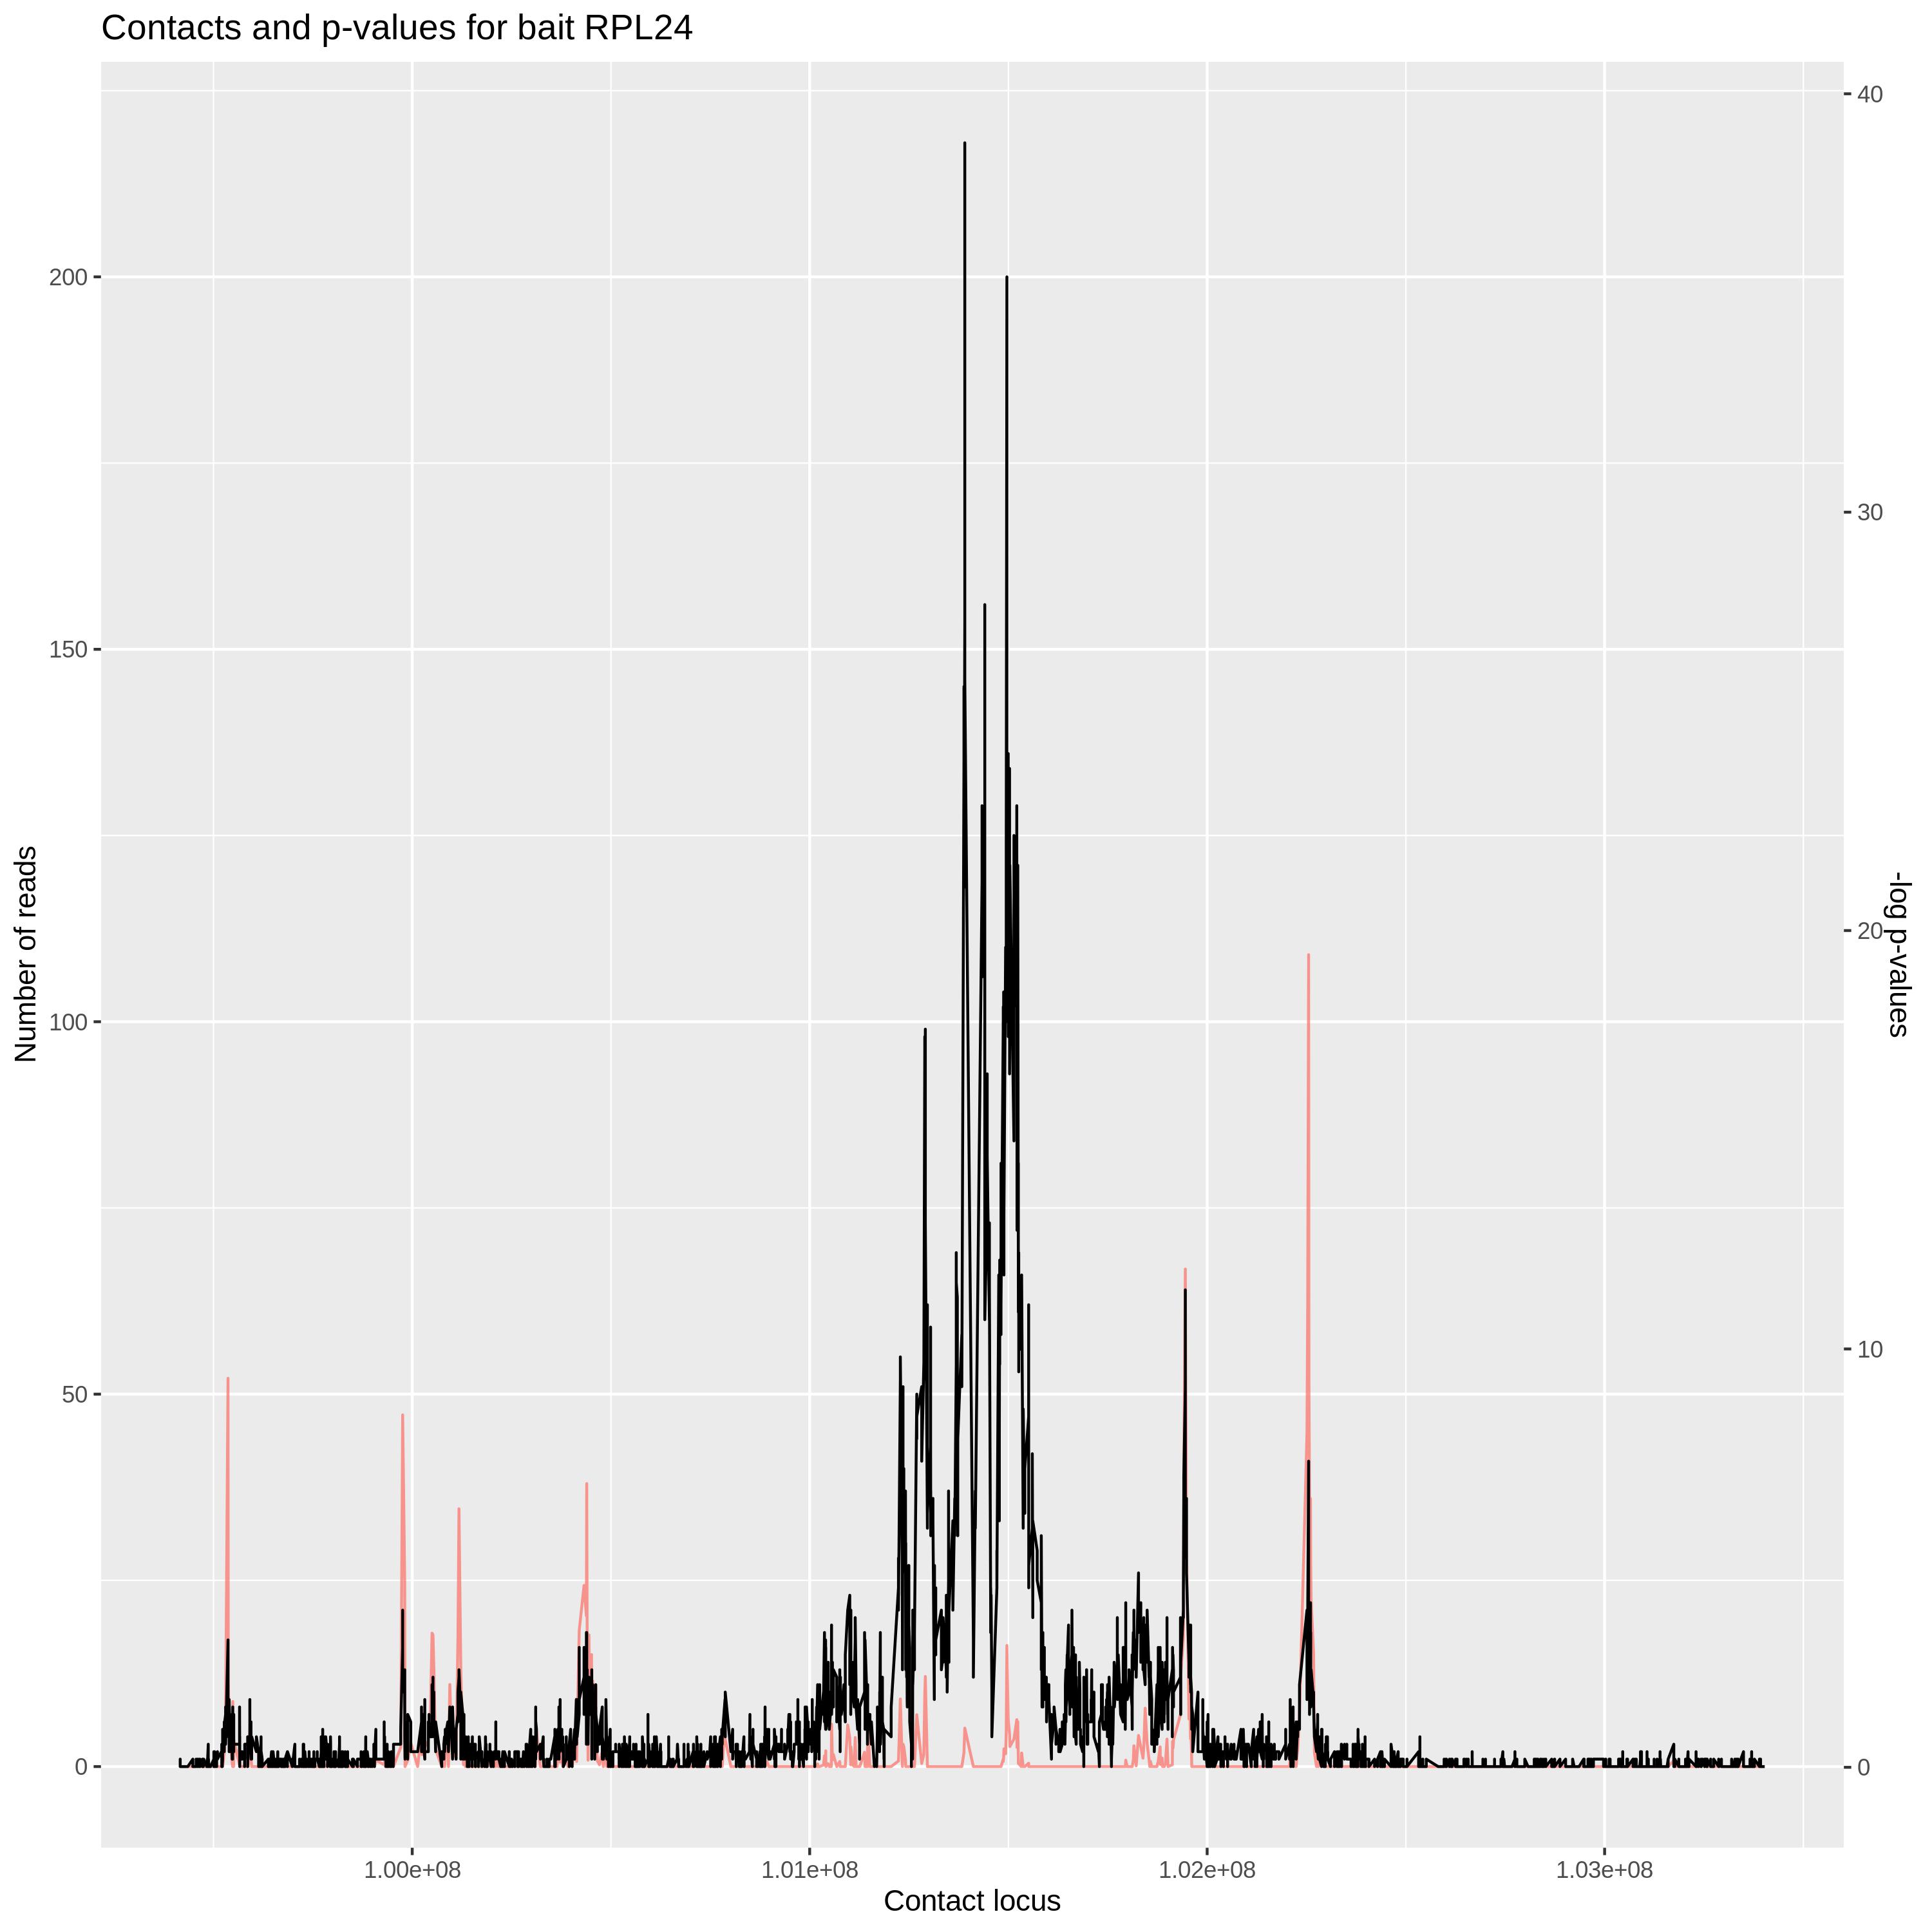 Contacts and p-values for bait RPL24
40
200
30
150
Number of reads
-log p-values
20
100
10
50
0
0
1.00e+08
1.01e+08
1.02e+08
1.03e+08
Contact locus